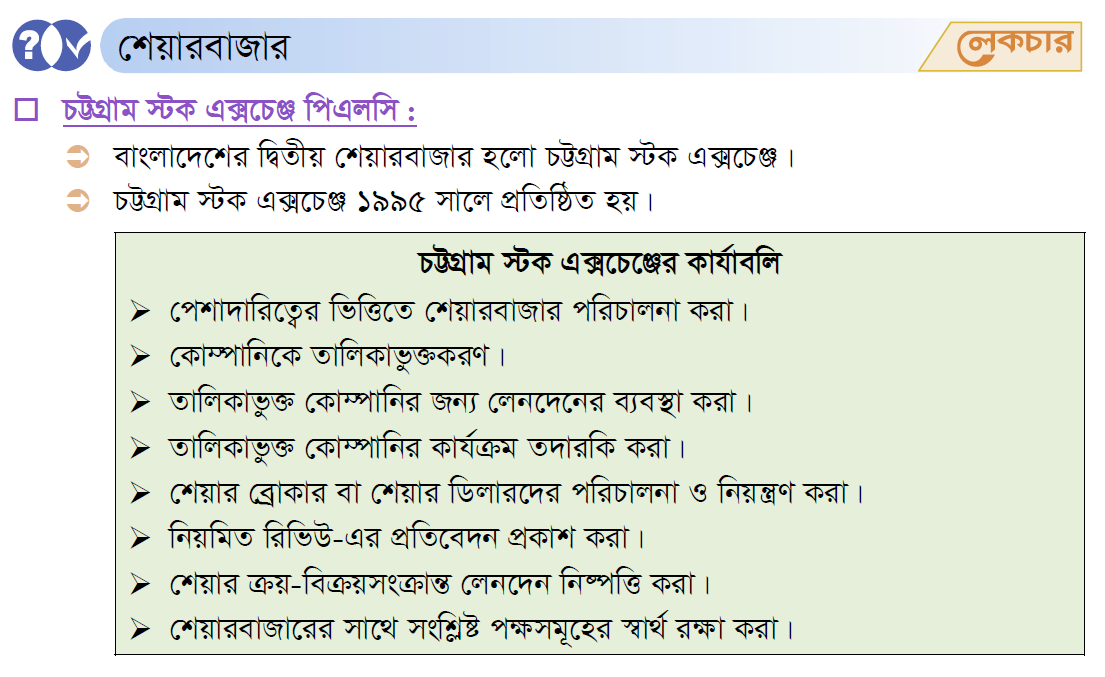 শেয়ারবাজার
লেকচার
চট্টগ্রাম স্টক এক্সচেঞ্জ পিএলসি :
বাংলাদেশের দ্বিতীয় শেয়ারবাজার হলো চট্টগ্রাম স্টক এক্সচেঞ্জ।
চট্টগ্রাম স্টক এক্সচেঞ্জ ১৯৯৫ সালে প্রতিষ্ঠিত হয়।
চট্টগ্রাম স্টক এক্সচেঞ্জের কার্যাবলি
পেশাদারিত্বের ভিত্তিতে শেয়ারবাজার পরিচালনা করা।
কোম্পানিকে তালিকাভুক্তকরণ।
তালিকাভুক্ত কোম্পানির জন্য লেনদেনের ব্যবস্থা করা।
তালিকাভুক্ত কোম্পানির কার্যক্রম তদারকি করা।
শেয়ার ব্রোকার বা শেয়ার ডিলারদের পরিচালনা ও নিয়ন্ত্রণ করা।
নিয়মিত রিভিউ-এর প্রতিবেদন প্রকাশ করা।
শেয়ার ক্রয়-বিক্রয়সংক্রান্ত লেনদেন নিষ্পত্তি করা।
শেয়ারবাজারের সাথে সংশ্লিষ্ট পক্ষসমূহের স্বার্থ রক্ষা করা।